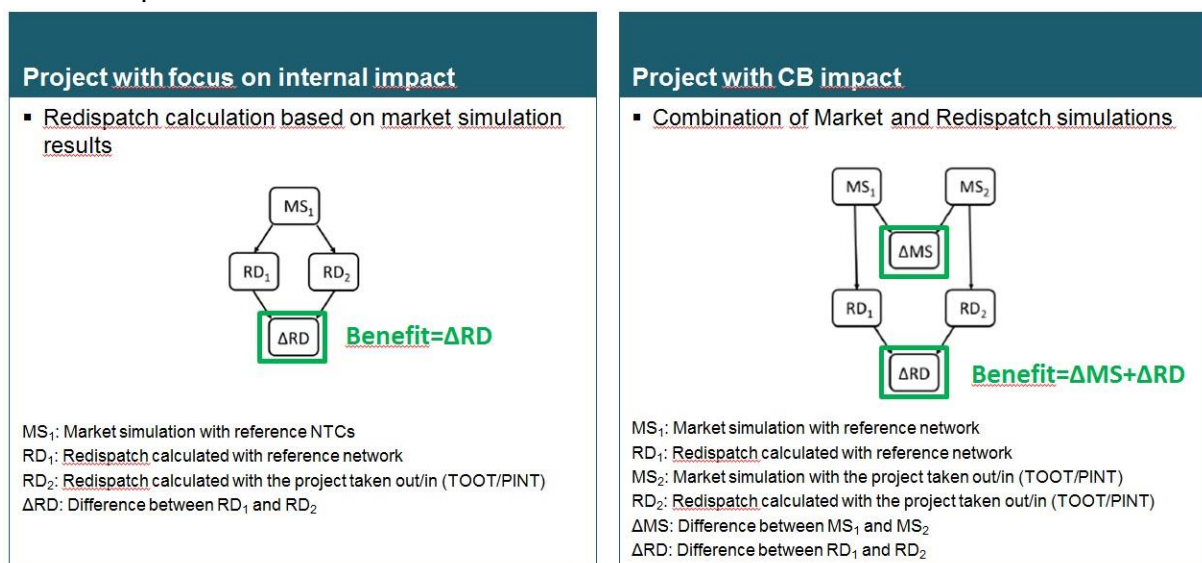 Project with focus on internal impact
▪ Redispatch calculation based on market simulation
results
MS₁
RD₁
RD₂
ΔRD
Benefit=ΔRD
MS₁: Market simulation with reference NTCs
RD₁: Redispatch calculated with reference network
RD₂: Redispatch calculated with the project taken out/in (TOOT/PINT)
ΔRD: Difference between RD₁ and RD₂
Project with CB impact
▪ Combination of Market and Redispatch simulations
MS₁
MS₂
ΔMS
RD₁
RD₂
ΔRD
Benefit=ΔMS+ΔRD
MS₁: Market simulation with reference network
RD₁: Redispatch calculated with reference network
MS₂: Market simulation with the project taken out/in (TOOT/PINT)
RD₂: Redispatch calculated with the project taken out/in (TOOT/PINT)
ΔMS: Difference between MS₁ and MS₂
ΔRD: Difference between RD₁ and RD₂